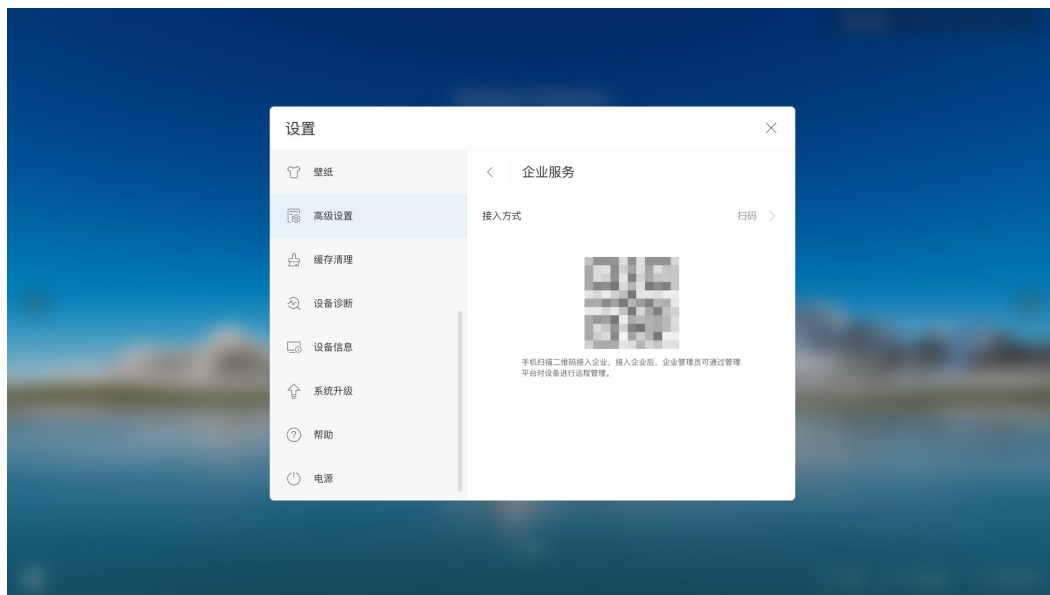 设置
壁纸
高级设置
缓存清理
设备诊断
设备信息
系统升级
帮助
电源
企业服务
接入方式
扫码
手机扫描二维码接入企业，接入企业后，企业管理员可通过管理
平台对设备进行远程管理。